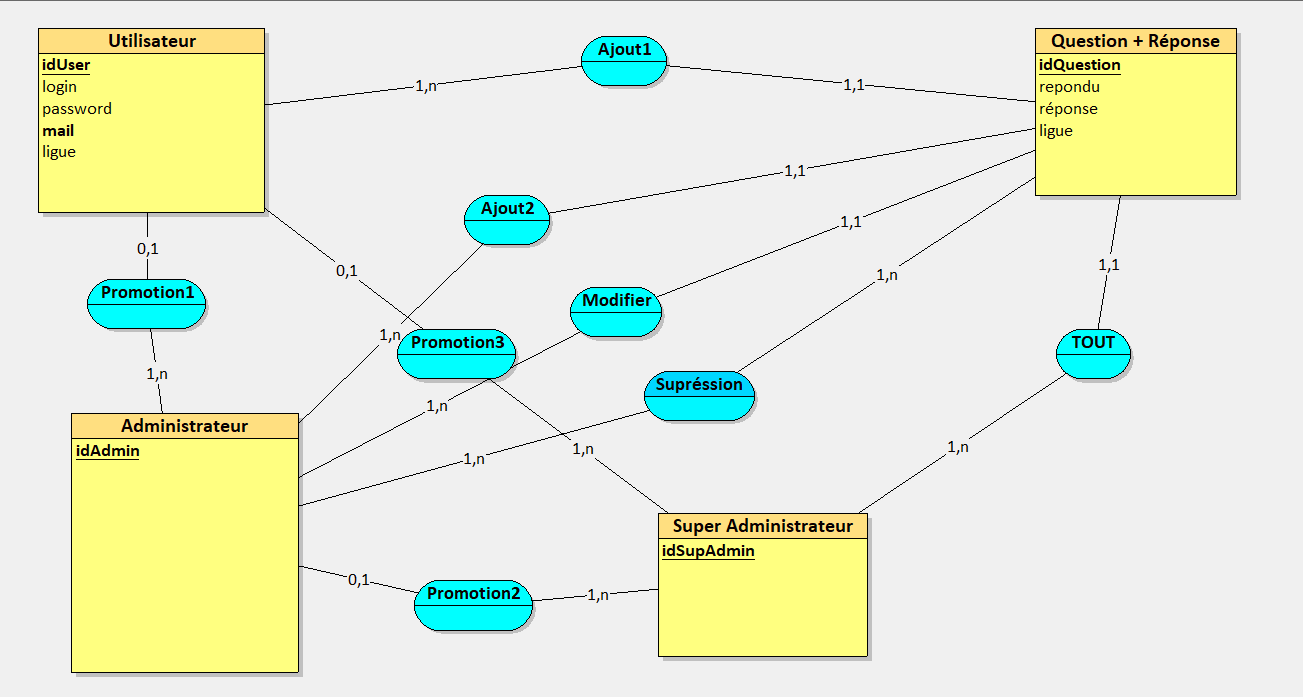 Utilisateur
idUser
login
password
mail
ligue
Ajout1
Question + Réponse
idQuestion
repondu
réponse
ligue
1,n
1,1
1,1
Ajout2
1,1
0,1
0,1
1,n
1,1
Promotion1
Modifier
1,n
Promotion3
TOUT
1,n
Supréssion
1,n
Administrateur
idAdmin
1,n
1,n
1,n
Super Administrateur
idSupAdmin
0,1
Promotion2
1,n